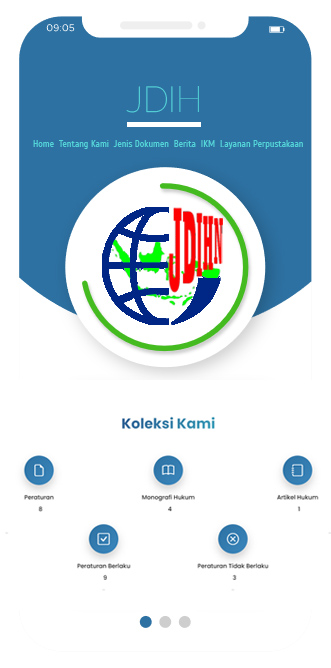 09:05
JDIH
Home Tentang Kami Jenis Dokumen Berita IKM Layanan Perpustakaan
JDIHN
Koleksi Kami
Peraturan Monografi Hukum Artikel Hukum
8 4 1
Peraturan Berlaku Peraturan Tidak Berlaku
9 3